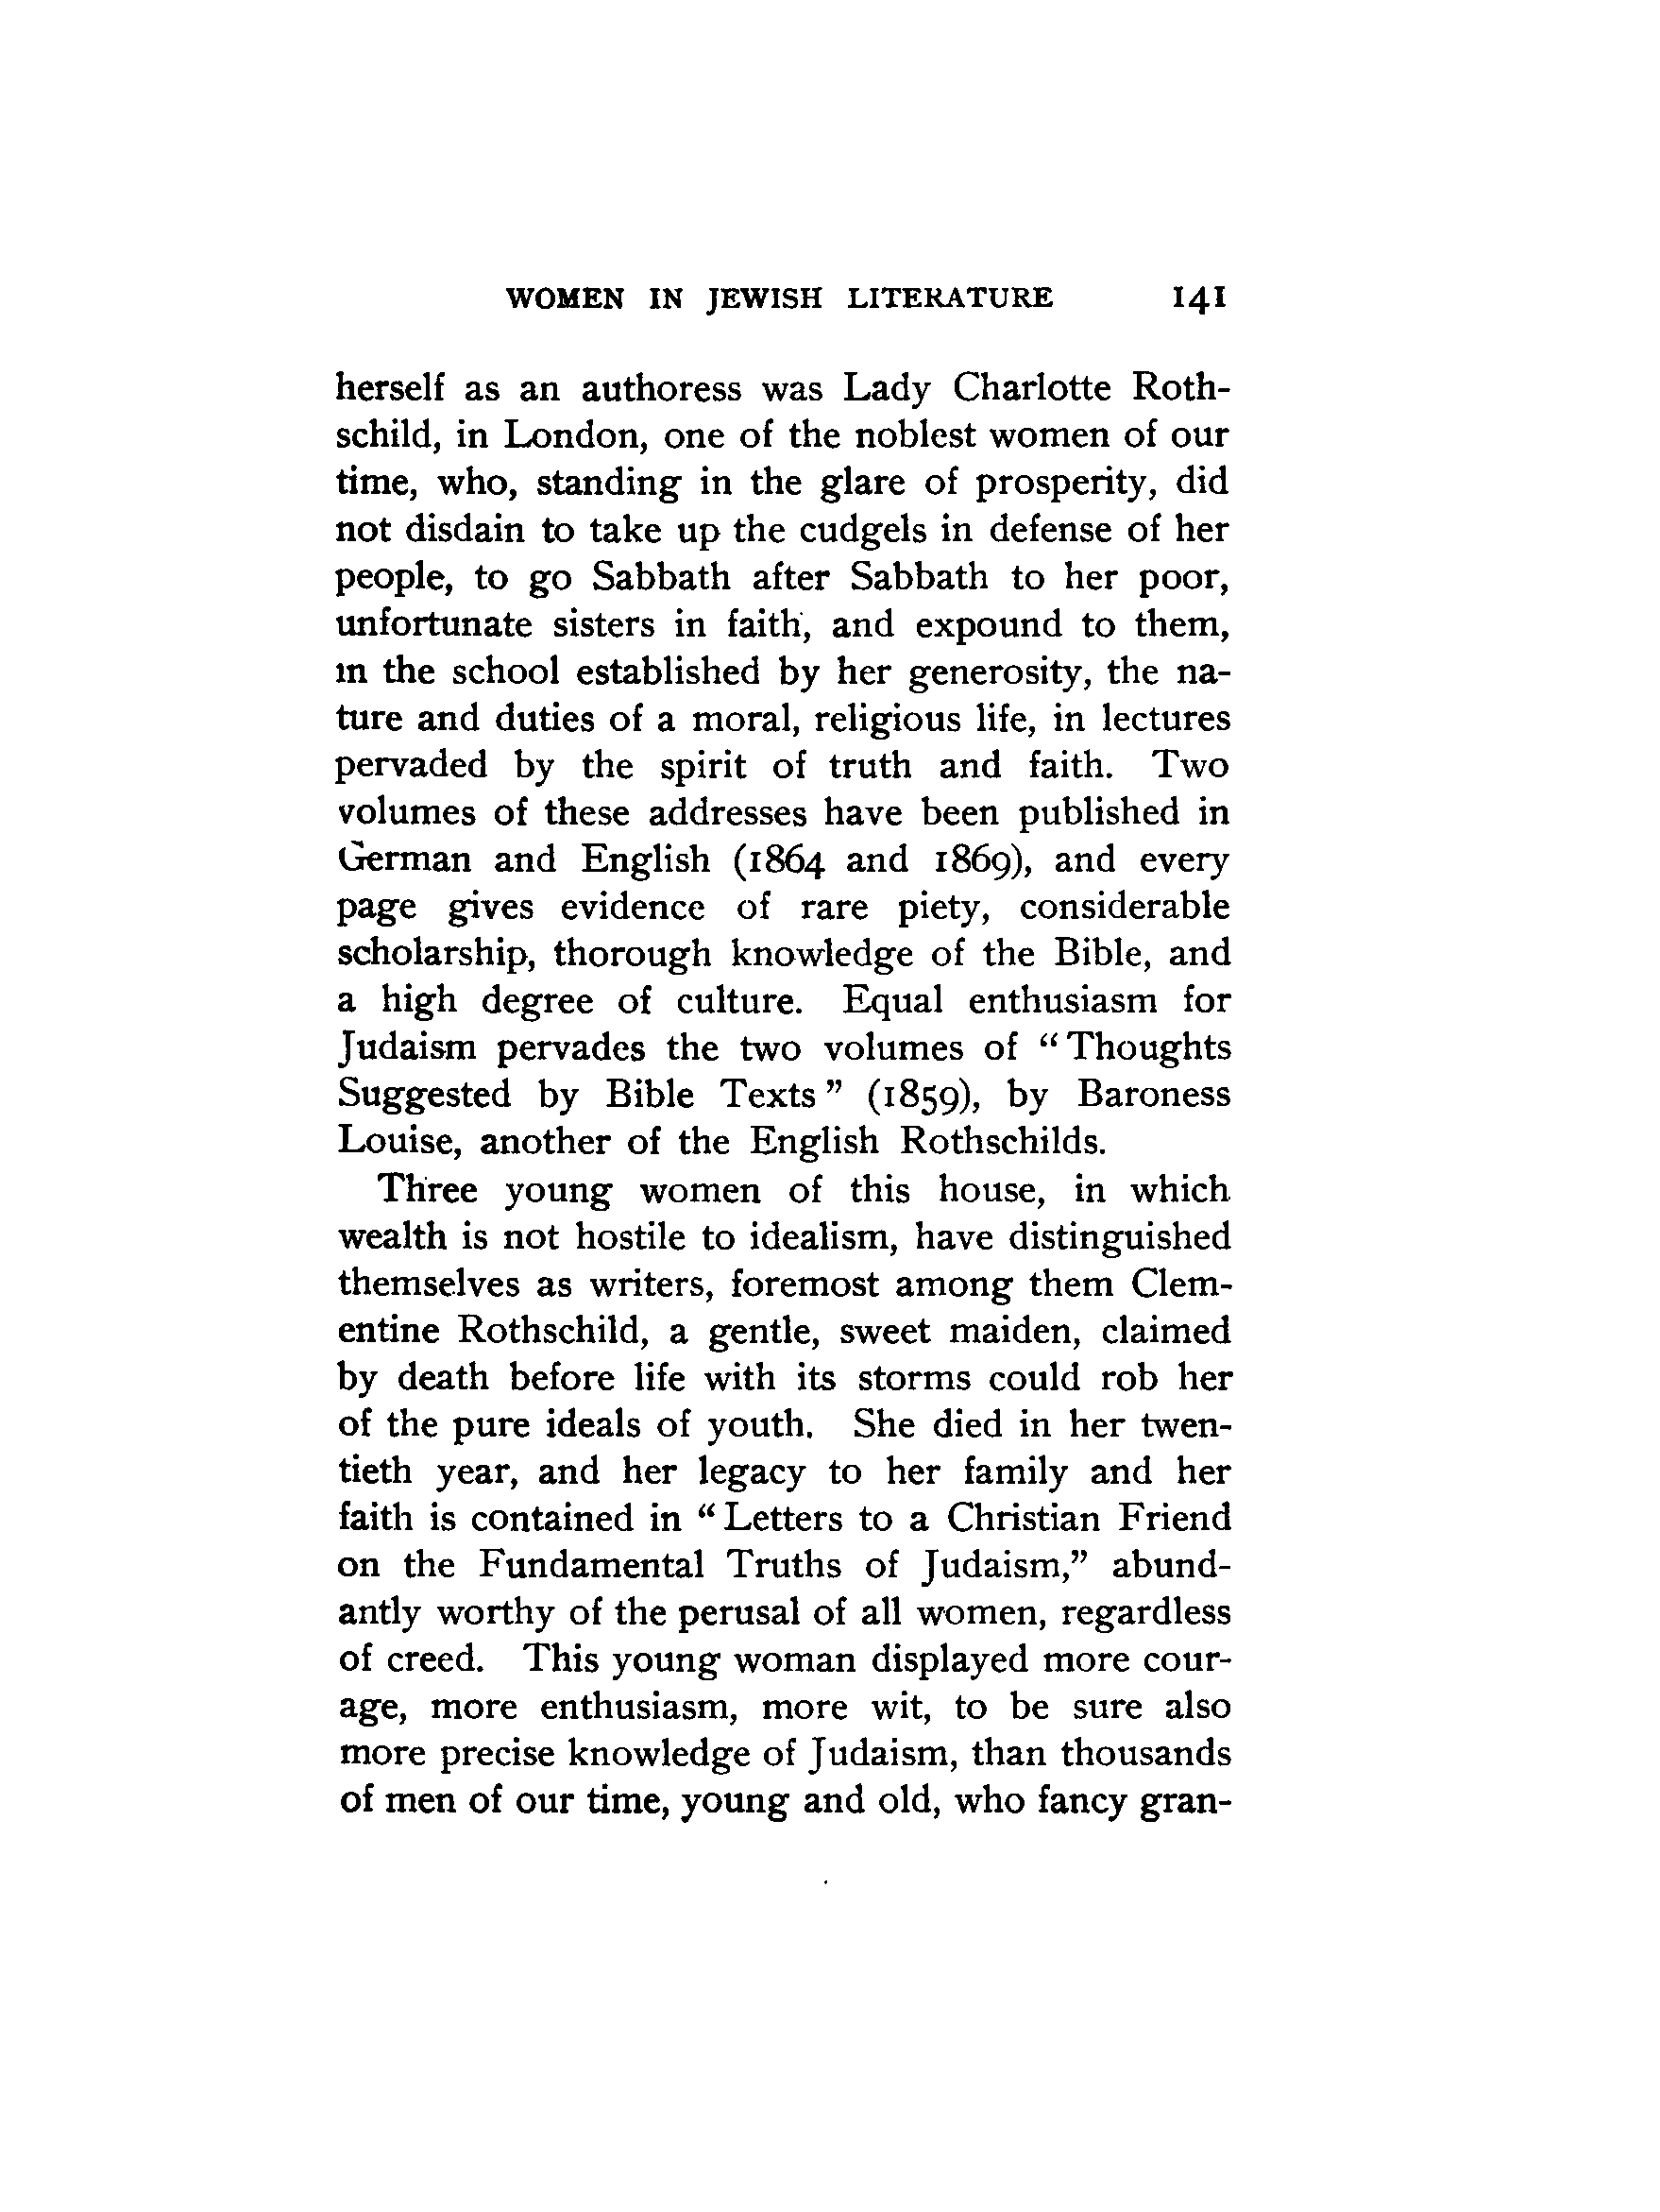 WOMEN IN JEWISH LITERATURE 141
herself as an authoress was Lady Charlotte Roth-
schild, in London, one of the noblest women of our
time, who, standing in the glare of prosperity, did
not disdain to take up the cudgels in defense of her
people, to go Sabbath after Sabbath to her poor,
unfortunate sisters in faith, and expound to them,
in the school established by her generosity, the na-
ture and duties of a moral, religious life, in lectures
pervaded by the spirit of truth and faith. Two
volumes of these addresses have been published in
German and English (1864 and 1869), and every
page gives evidence of rare piety, considerable
scholarship, thorough knowledge of the Bible, and
a high degree of culture. Equal enthusiasm for
Judaism pervades the two volumes of “Thoughts
Suggested by Bible Texts” (1859), by Baroness
Louise, another of the English Rothschilds.
Three young women of this house, in which
wealth is not hostile to idealism, have distinguished
themselves as writers, foremost among them Clem-
entine Rothschild, a gentle, sweet maiden, claimed
by death before life with its storms could rob her
of the pure ideals of youth. She died in her twen-
tieth year, and her legacy to her family and her
faith is contained in “Letters to a Christian Friend
on the Fundamental Truths of Judaism,” abund-
antly worthy of the perusal of all women, regardless
of creed. This young woman displayed more cour-
age, more enthusiasm, more wit, to be sure also
more precise knowledge of Judaism, than thousands
of men of our time, young and old, who fancy gran-